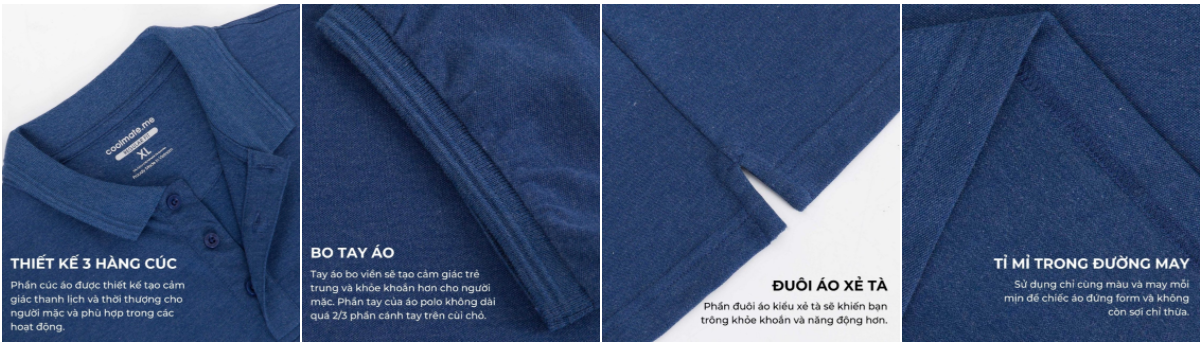 coolmate.me
XL
THIẾT KẾ 3 HÀNG CÚC
Phần cúc áo được thiết kế tạo cảm
giác thanh lịch và thời thượng cho
người mặc và phù hợp trong các
hoạt động.
BO TAY ÁO
Tay áo bo viền sẽ tạo cảm giác trẻ
trung và khỏe khoắn hơn cho người
mặc. Phần tay của áo polo không dài
quá 2/3 phần cánh tay trên cùi chỏ.
ĐUÔI ÁO XẺ TÀ
Phần đuôi áo kiểu xẻ tà sẽ khiến bạn
trông khỏe khoắn và năng động hơn.
TỈ MỈ TRONG ĐƯỜNG MAY
Sử dụng chỉ cùng màu và may mỗi
mịn để chiếc áo đứng form và không
còn sợi chỉ thừa.